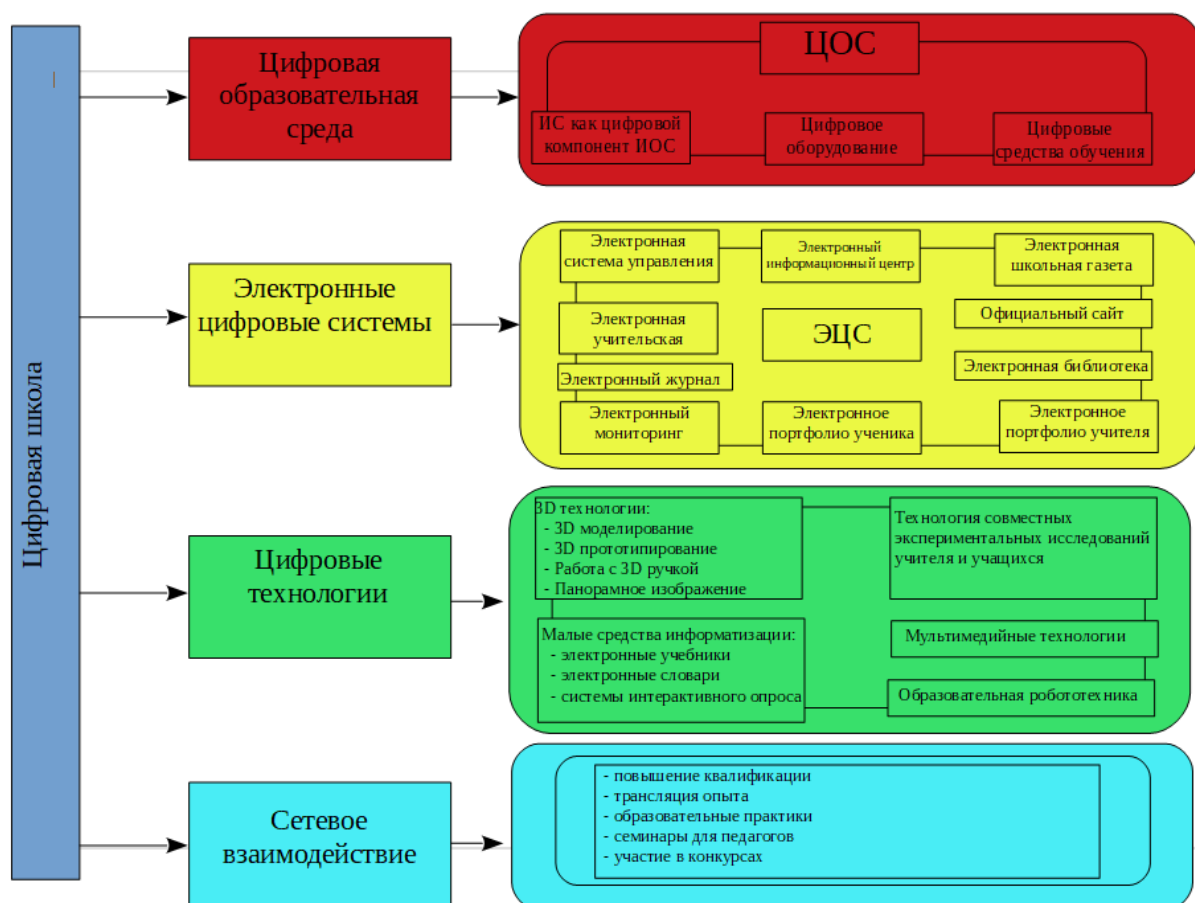 Цифровая школа
Цифровая
образовательная
среда
ЦОС
ИС как цифровой
компонент ИОС
Цифровое
оборудование
Цифровые
средства обучения
Электронные
цифровые системы
Электронная
система управления
Электронный
информационный центр
Электронная
школьная газета
Электронная
учительская
ЭЦС
Официальный сайт
Электронный журнал
Электронная библиотека
Электронный
мониторинг
Электронное
портфолио ученика
Электронное
портфолио учителя
Цифровые
технологии
3D технологии:
- 3D моделирование
- 3D прототипирование
- Работа с 3D ручкой
- Панорамное изображение
Технология совместных
экспериментальных исследований
учителя и учащихся
Малые средства информатизации:
- электронные учебники
- электронные словари
- системы интерактивного опроса
Мультимедийные технологии
Образовательная робототехника
Сетевое
взаимодействие
- повышение квалификации
- трансляция опыта
- образовательные практики
- семинары для педагогов
- участие в конкурсах